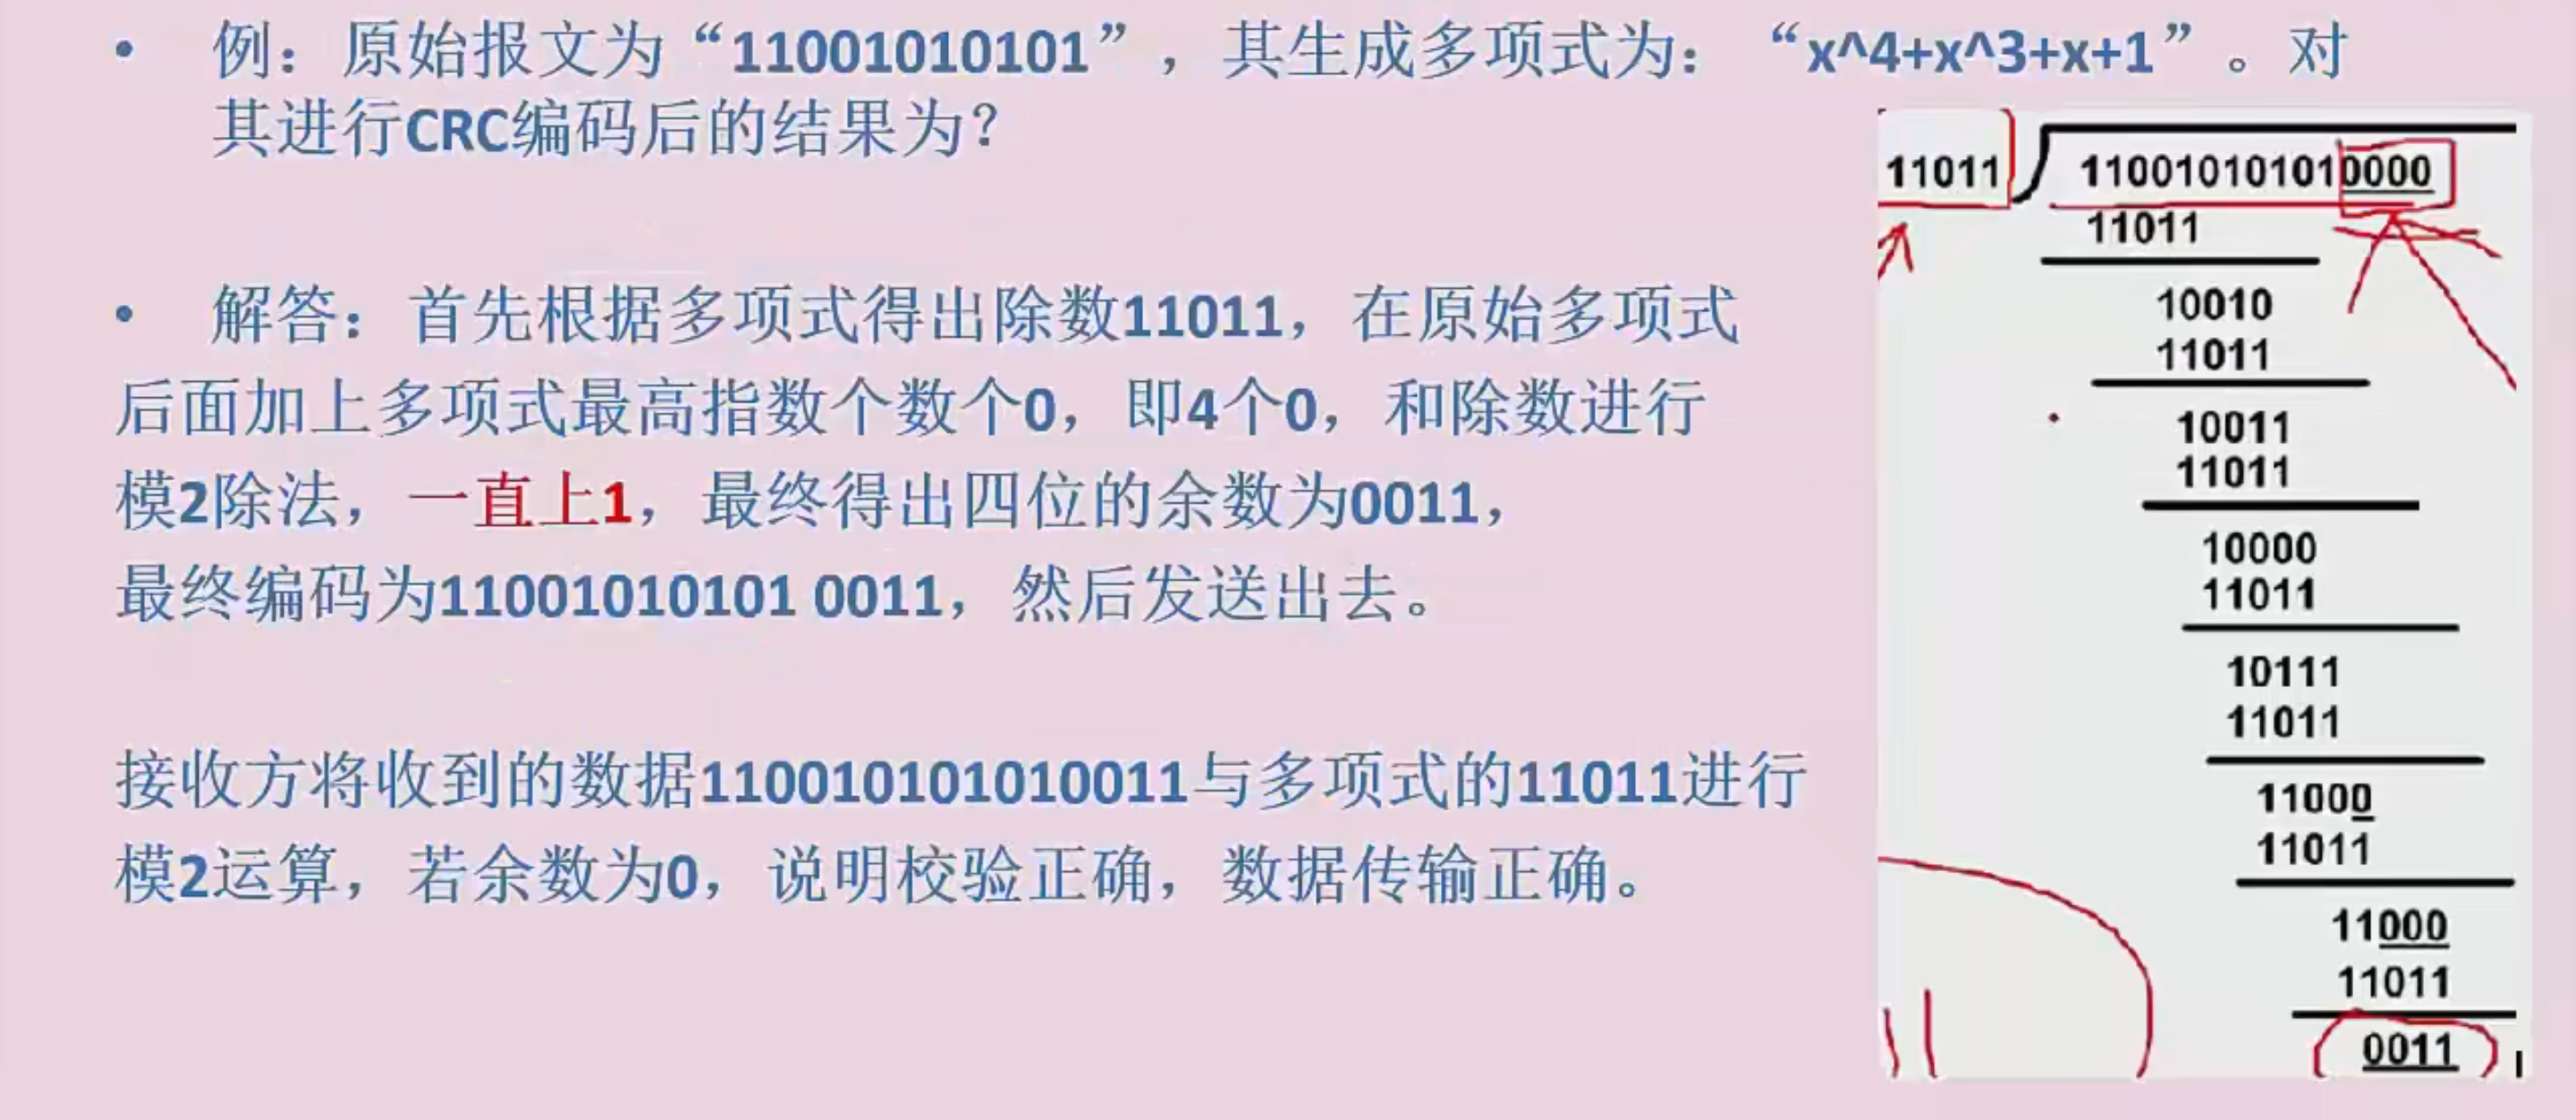 • 例：原始报文为“11001010101”，其生成多项式为：“x^4+x^3+x+1”。对
其进行CRC编码后的结果为？
• 解答：首先根据多项式得出除数11011，在原始多项式
后面加上多项式最高指数个数个0，即4个0，和除数进行
模2除法，一直上1，最终得出四位的余数为0011，
最终编码为11001010101 0011，然后发送出去。
接收方将收到的数据110010101010011与多项式的11011进行
模2运算，若余数为0，说明校验正确，数据传输正确。
11011 110010101010000
11011
10010
11011
10011
11011
10000
11011
10111
11011
11000
11011
11000
11011
0011